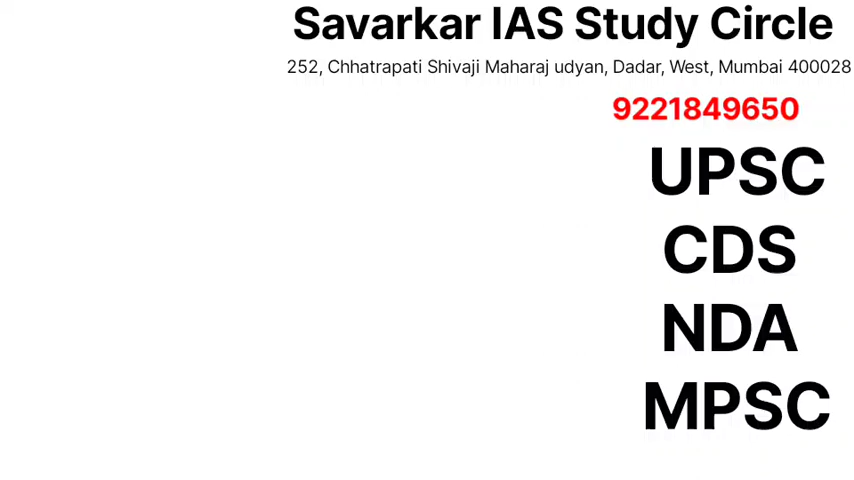 Savarkar IAS Study Circle
252, Chhatrapati Shivaji Maharaj udyan, Dadar, West, Mumbai 400028
9221849650
UPSC
CDS
NDA
MPSC